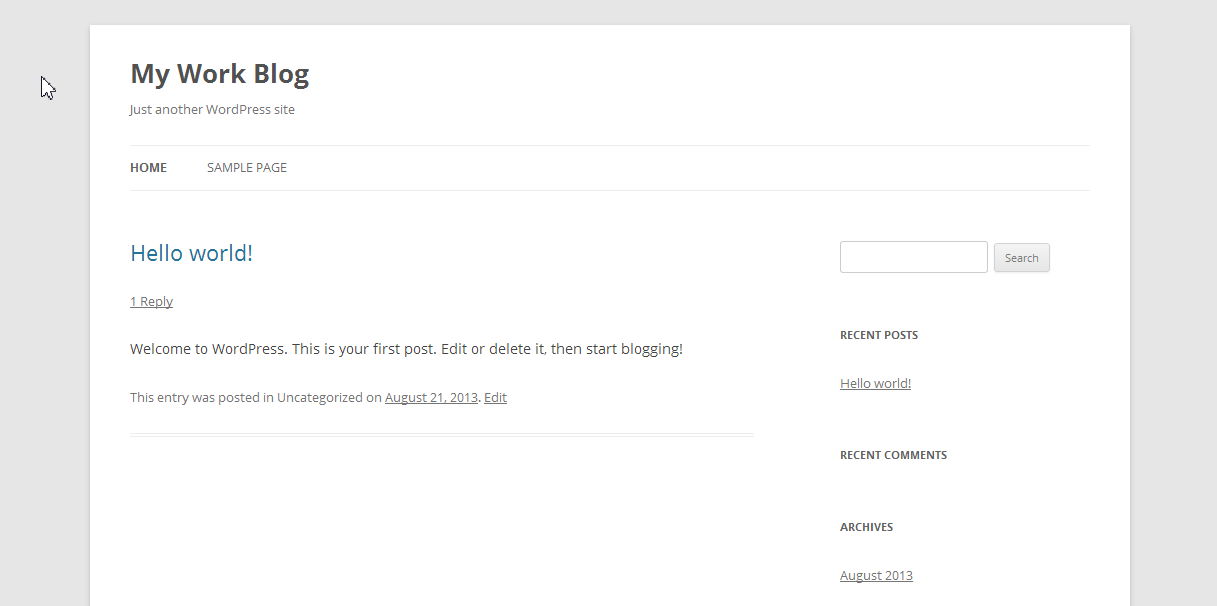 My Work Blog
Just another WordPress site
HOME SAMPLE PAGE
Hello world!
1 Reply
Welcome to WordPress. This is your first post. Edit or delete it, then start blogging!
This entry was posted in Uncategorized on August 21, 2013. Edit
Search
RECENT POSTS
Hello world!
RECENT COMMENTS
ARCHIVES
August 2013